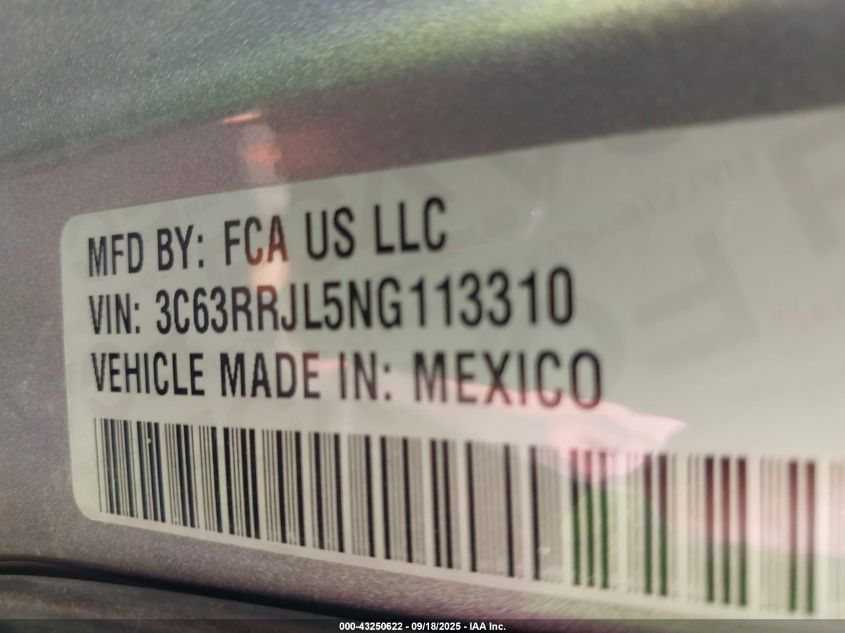 MFD BY: FCA US LLC
VIN: 3C63RRJL5NG113310
VEHICLE MADE IN: MEXICO
000-43250622 - 09/18/2025 - IAA Inc.